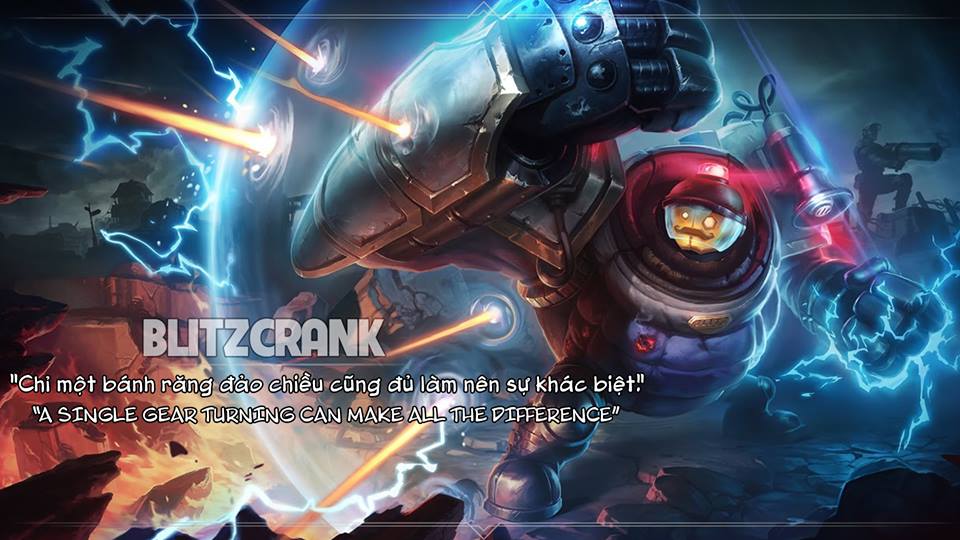 BLITZCRANK
"Chỉ một bánh răng đảo chiều cũng đủ làm nên sự khác biệt."
"A SINGLE GEAR TURNING CAN MAKE ALL THE DIFFERENCE"